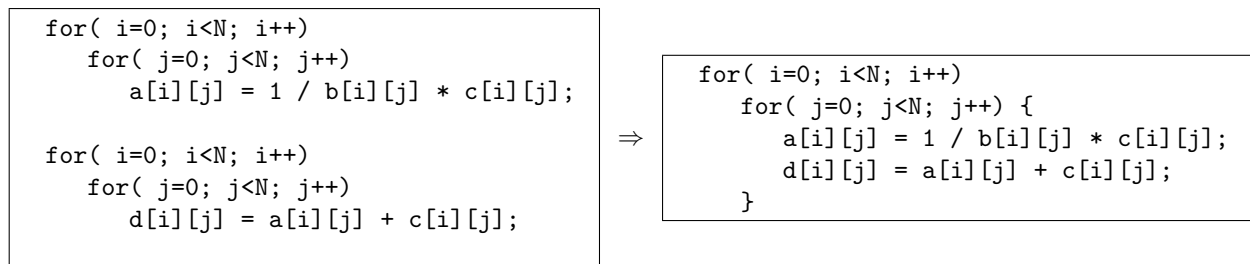 for( i=0; i<N; i++)
for( j=0; j<N; j++)
a[i][j] = 1 / b[i][j] * c[i][j];
for( i=0; i<N; i++)
for( j=0; j<N; j++)
d[i][j] = a[i][j] + c[i][j];
⇒
for( i=0; i<N; i++)
for( j=0; j<N; j++) {
a[i][j] = 1 / b[i][j] * c[i][j];
d[i][j] = a[i][j] + c[i][j];
}